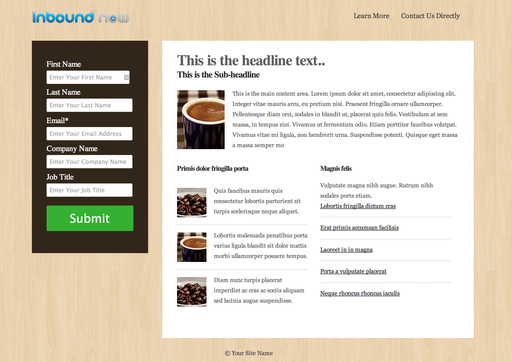 Inbound now
Learn More
Contact Us Directly
First Name
Enter Your First Name
Last Name
Enter Your Last Name
Email*
Enter Your Email Address
Company Name
Enter Your Company Name
Job Title
Enter Your Job Title
Submit
This is the headline text..
This is the Sub-headline
This is the main content area. Lorem ipsum dolor sit amet, consectetur adipiscing elit.
Integer vitae mauris arcu, eu pretium nisi. Praesent fringilla ornare ullamcorper.
Pellentesque diam orci, sodales in blandit ut, placerat quis felis. Vestibulum at sem
massa, in tempus nisi. Vivamus ut fermentum odio. Etiam porttitor faucibus volutpat.
Vivamus vitae mi ligula, non hendrerit urna. Suspendisse potenti. Quisque eget massa
a massa semper mo
Primis dolor fringilla porta
Quis faucibus mauris quis
consectetur lobortis parturient sit
turpis scelerisque neque aliquet.
Lobortis malesuada penatibus porta
varius ligula blandit sit dolor mattis
morbi ullamcorper posuere tempus.
Diam nunc turpis placerat
imperdiet ac cras ac sociis aliquam
sed lacinia augue suspendisse.
Magnis felis
Vulputate magna nibh augue. Rutrum nibh
sodales porta etiam.
Lobortis fringilla dictum cras
Erat primis accumsan facilisis
Laoreet in in magna
Porta a vulputate placerat
Neque rhoncus rhoncus iaculis
© Your Site Name